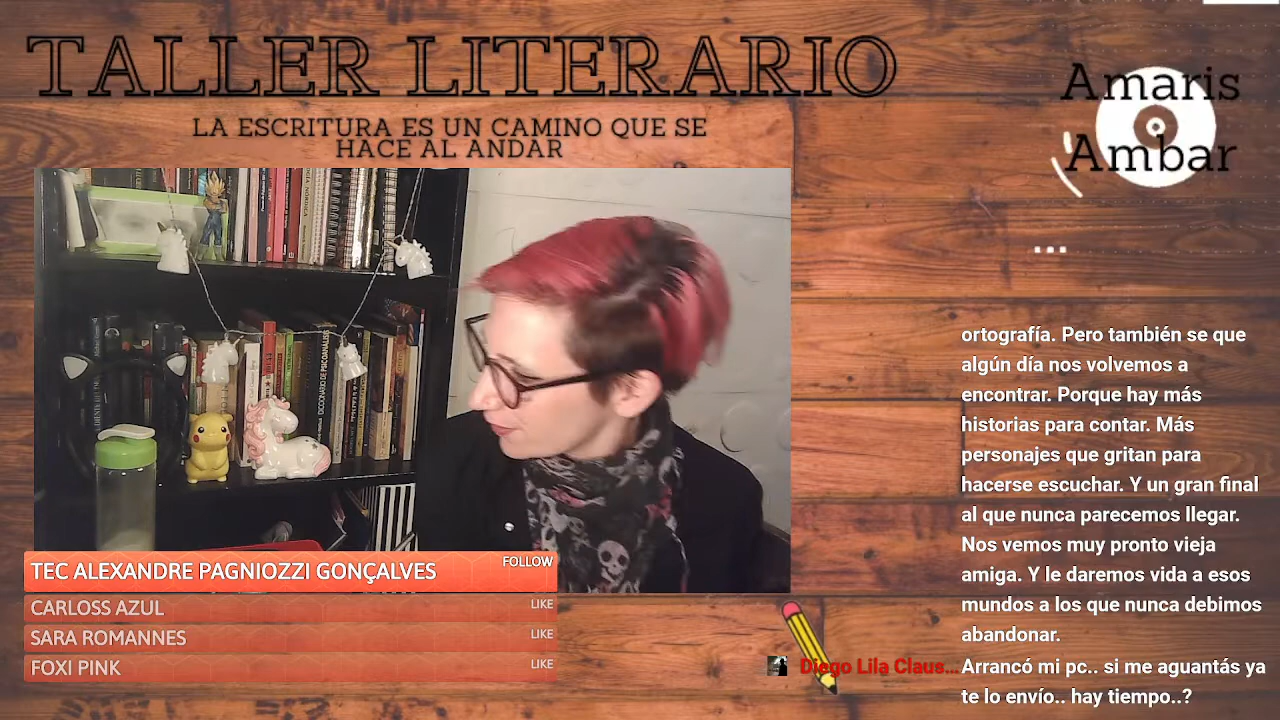 TALLER LITERARIO
LA ESCRITURA ES UN CAMINO QUE SE
HACE AL ANDAR
Amaris
Ambar
DICCIONARIO DE PSICOANALISIS
FOLLOW
TEC ALEXANDRE PAGNIOZZI GONÇALVES
CARLOSS AZUL
LIKE
SARA ROMANNES
LIKE
FOXI PINK
LIKE
ortografía. Pero también se que
algún día nos volvemos a
encontrar. Porque hay más
historias para contar. Más
personajes que gritan para
hacerse escuchar. Y un gran final
al que nunca parecemos llegar.
Nos vemos muy pronto vieja
amiga. Y le daremos vida a esos
mundos a los que nunca debimos
abandonar.
Diego Lila Claus... Arrancó mi pc.. si me aguantás ya
te lo envío.. hay tiempo..?